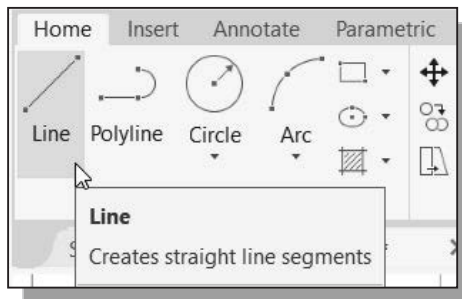 Home Insert Annotate Parametric
Line Polyline Circle Arc
Line
Creates straight line segments